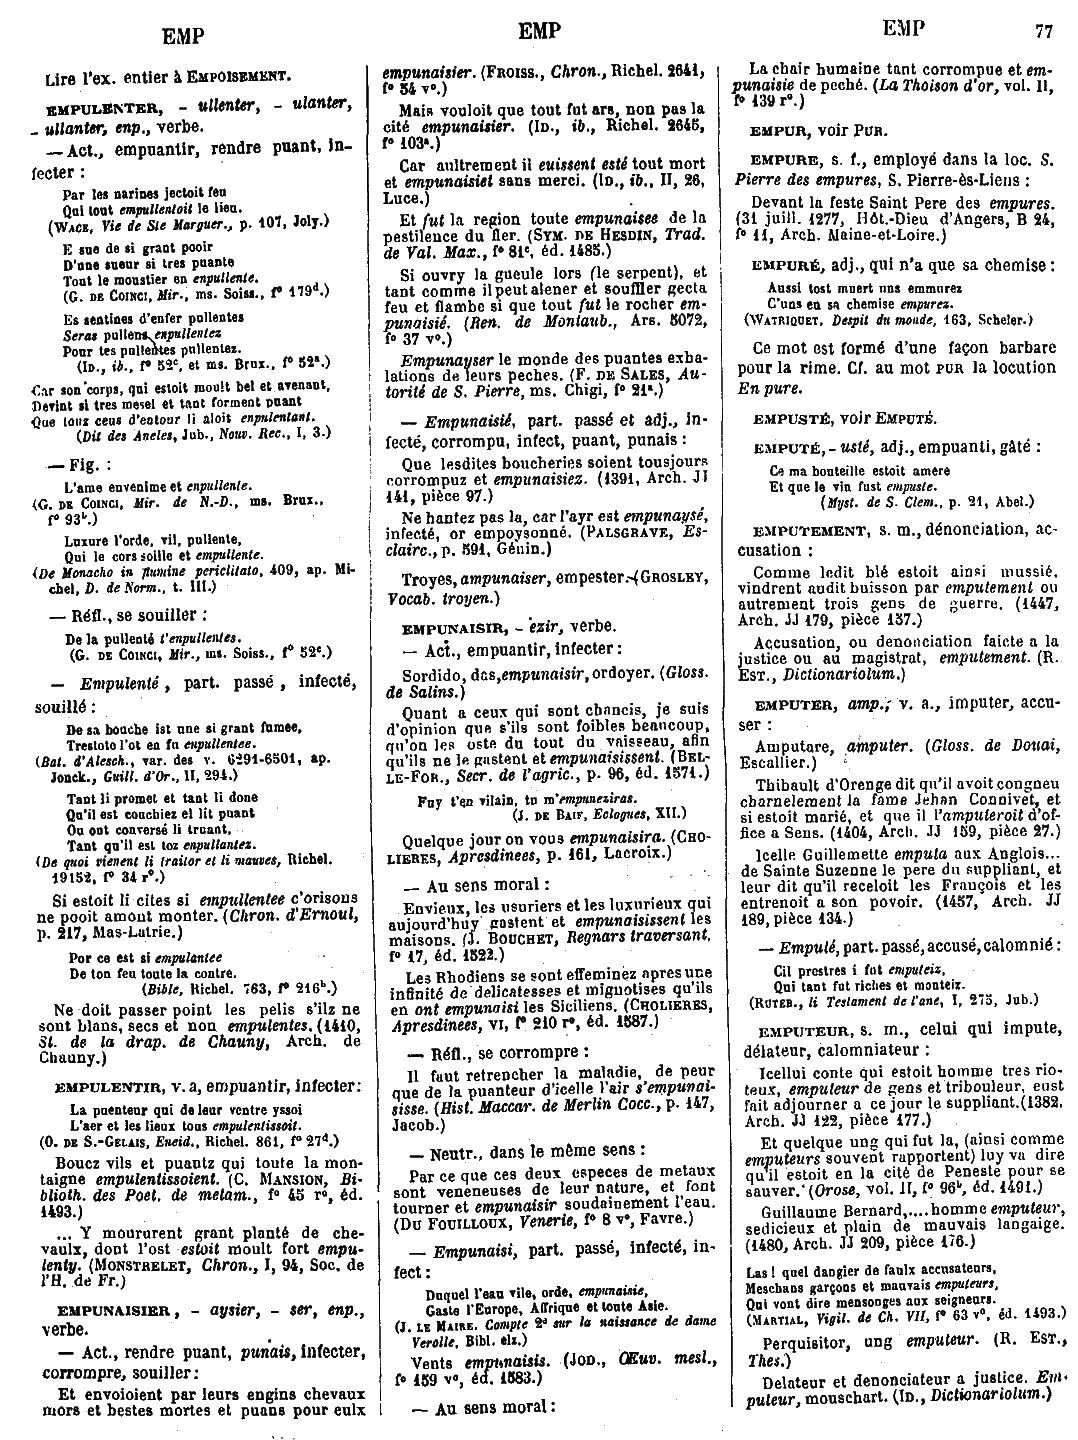 EMP
EMP
EMP
77
Lire l'ex. entier à EMPOISEMENT.
EMPULENTER, - ullenter, - ulanter,
- ullanter, enp., verbe.
— Act., empuantir, rendre puant, in-
fecter :
Par les narines jectoit feu
Qui tout empullentoit le lieu.
(WACE, Vie de Ste Marguer., p. 107, Joly.)
E sue de si grant pooir
D'une sueur si tres puante
Tout le moustier en enpullente.
(G. DE COINCI, Mir., ms. Soiss., f° 179d.)
Es sentines d'enfer pullentes
Seras pullens, enpullentez
Pour tes pullentes pullentez.
(ID., ib., f° 52c, et ms. Brux., f° 52a.)
Car son corps, qui estoit moult bel et avenant,
Devint si tres mesel et tant forment puant
Que touz ceus d'entour li aloit enpulentant.
(Dit des Aneles, Jub., Nouv. Rec., I, 3.)
— Fig. :
L'ame envenime et enpullente.
(G. DE COINCI, Mir. de N.-D., ms. Brux.,
f° 93b.)
Luxure l'orde, vil, pullente,
Qui le cors soille et empullente.
(De Monacho in flumine periclitato, 409, ap. Mi-
chel, D. de Norm., t. III.)
— Réfl., se souiller :
De la pullenté t'enpullentes.
(G. DE COINCI, Mir., ms. Soiss., f° 52c.)
— Empulenté, part. passé, infecté,
souillé :
De sa bouche ist une si grant fumee,
Trestoto l'ot en fu enpullentee.
(Bat. d'Alesch., var. des v. 6291-6501, ap.
Jonck., Guill. d'Or., II, 294.)
Tant li promet et tant li done
Qu'il est couchiez el lit puant
Ou ont conversé li truant,
Tant qu'il est toz enpullantez.
(De quoi vienent li traitor et li mauves, Richel.
19152, f° 34 r°.)
Si estoit li cites si empullentee c'orisons
ne pooit amont monter. (Chron. d'Ernoul,
p. 217, Mas-Latrie.)
Por ce est si empulantee
De ton feu toute la contre.
(Bible, Richel. 763, f° 216b.)
Ne doit passer point les pelis s'ilz ne
sont blans, secs et non empulentes. (1410,
St. de la drap. de Chauny, Arch. de
Chauny.)
EMPULENTIR, v. a, empuantir, infecter:
La puenteur qui de leur ventre yssoi
L'aer et les lieux tous empulentissoit.
(O. DE S.-GELAIS, Eneid., Richel. 861, f° 27d.)
Boucz vils et puantz qui toute la mon-
taigne empulentissoient. (C. MANSION, Bi-
blioth. des Poet. de metam., f° 45 r°, éd.
1493.)
... Y moururent grant planté de che-
vaulx, dont l'ost estoit moult fort empu-
lenty. (MONSTRELET, Chron., I, 94, Soc. de
l'H. de Fr.)
EMPUNAISIER, - aysier, - ser, enp.,
verbe.
— Act., rendre puant, punais, infecter,
corrompre, souiller :
Et envoioient par leurs engins chevaux
mors et bestes mortes et puans pour eulx
empunaisier. (FROISS., Chron., Richel. 2641,
f° 54 v°.)
Mais vouloit que tout fut ars, non pas la
cité empunaisier. (ID., ib., Richel. 2645,
f° 103a.)
Car aultrement il euissent esté tout mort
et empunaisiet sans merci. (ID., ib., II, 26,
Luce.)
Et fut la region toute empunaisee de la
pestilence du fler. (SYM. DE HESDIN, Trad.
de Val. Max., f° 81c, éd. 1485.)
Si ouvry la gueule lors (le serpent), et
tant comme il peut alener et souffler gecta
feu et flambe si que tout fut le rocher em-
punaisié. (Ren. de Montaub., Ars. 5072,
f° 37 v°.)
Empunayser le monde des puantes exha-
lations de leurs peches. (F. DE SALES, Au-
torité de S. Pierre, ms. Chigi, f° 21a.)
— Empunaisié, part. passé et adj., in-
fecté, corrompu, infect, puant, punais :
Que lesdites boucheries soient tousjours
corrompuz et empunaisiez. (1391, Arch. JJ
141, pièce 97.)
Ne hantez pas la, car l'ayr est empunaysé,
infecté, or empoysonné. (PALSGRAVE, Es-
clairc., p. 591, Génin.)
Troyes, ampunaiser, empester. (GROSLEY,
Vocab. troyen.)
EMPUNAISIR, - ezir, verbe.
— Act., empuantir, infecter :
Sordido, das, empunaisir, ordoyer. (Gloss.
de Salins.)
Quant a ceux qui sont chancis, je suis
d'opinion que s'ils sont foibles beaucoup,
qu'on les oste du tout du vaisseau, afin
qu'ils ne le gastent et empunaisissent. (BEL-
LE-FOR., Secr. de l'agric., p. 96, éd. 1571.)
Fuy t'en vilain, tu m'empuneziras.
(J. DE BAIF, Eclogues, XII.)
Quelque jour on vous empunaisira. (CHO-
LIERES, Apresdinees, p. 161, Lacroix.)
— Au sens moral :
Envieux, les usuriers et les luxurieux qui
aujourd'huy gastent et empunaisissent les
maisons. (J. BOUCHET, Regnars traversant,
f° 17, éd. 1522.)
Les Rhodiens se sont effeminez apres une
infinité de delicatesses et mignotises qu'ils
en ont empunaisi les Siciliens. (CHOLIERES,
Apresdinees, VI, f° 210 r°, éd. 1587.)
— Réfl., se corrompre :
Il faut retrencher la maladie, de peur
que de la puanteur d'icelle l'air s'empunai-
sisse. (Hist. Maccar. de Merlin Cocc., p. 147,
Jacob.)
— Neutr., dans le même sens :
Par ce que ces deux especes de metaux
sont veneneuses de leur nature, et font
tourner et empunaisir soudainement l'eau.
(DU FOUILLOUX, Venerie, f° 8 v°, Favre.)
— Empunaisi, part. passé, infecté, in-
fect :
Duquel l'eau vile, orde, empunaisie,
Gaste l'Europe, Affrique et toute Asie.
(J. LE MAIRE. Compte 2d sur la naissance de dame
Verolle, Bibl. elz.)
Vents empunaisis. (JOD., Œuv. mesl.,
f° 159 v°, éd. 1583.)
— Au sens moral :
La chair humaine tant corrompue et em-
punaisie de peché. (La Thoison d'or, vol. II,
f° 139 r°.)
EMPUR, voir PUR.
EMPURE, s. f., employé dans la loc. S.
Pierre des empures, S. Pierre-ès-Liens :
Devant la feste Saint Pere des empures.
(31 juill. 1277, Hôt.-Dieu d'Angers, B 24,
f° 11, Arch. Maine-et-Loire.)
EMPURÉ, adj., qui n'a que sa chemise :
Aussi tost muert uns emmurez
C'uns en sa chemise empurez.
(WATRIQUET, Despit du monde, 163, Scheler.)
Ce mot est formé d'une façon barbare
pour la rime. Cf. au mot PUR la locution
En pure.
EMPUSTÉ, voir EMPUTÉ.
EMPUTÉ, - usté, adj., empuanti, gâté :
Ce ma bouteille estoit amere
Et que le vin fust empuste.
(Myst. de S. Clem., p. 21, Abel.)
EMPUTEMENT, s. m., dénonciation, ac-
cusation :
Comme ledit blé estoit ainsi mussié,
vindrent audit buisson par emputement ou
autrement trois gens de guerre. (1447,
Arch. JJ 179, pièce 137.)
Accusation, ou denonciation faicte a la
justice ou au magistrat, emputement. (R.
EST., Dictionariolum.)
EMPUTER, amp., v. a., imputer, accu-
ser :
Amputare, amputer. (Gloss. de Douai,
Escallier.)
Thibault d'Orenge dit qu'il avoit congneu
charnelement la fame Jehan Connivet, et
si estoit marié, et que il l'amputeroit d'of-
fice a Sens. (1404, Arch. JJ 159, pièce 27.)
Icelle Guillemette emputa aux Anglois...
de Sainte Suzenne le pere du suppliant, et
leur dit qu'il receloit les François et les
entrenoit a son povoir. (1457, Arch. JJ
189, pièce 134.)
— Emputé, part. passé, accusé, calomnié :
Cil prestres i fut emputeiz,
Qui tant fut riches et monteiz.
(RUTEB., li Testament de l'ane, I, 275, Jub.)
EMPUTEUR, s. m., celui qui impute,
délateur, calomniateur :
Icellui conte qui estoit homme tres rio-
teux, emputeur de gens et tribouleur, eust
fait adjourner a ce jour le suppliant. (1382,
Arch. JJ 122, pièce 177.)
Et quelque ung qui fut la, (ainsi comme
emputeurs souvent rapportent) luy va dire
qu'il estoit en la cité de Peneste pour se
sauver. (Orose, vol. II, f° 96b, éd. 1491.)
Guillaume Bernard,.... homme emputeur,
sedicieux et plain de mauvais langaige.
(1480, Arch. JJ 209, pièce 176.)
Las ! quel dangier de faulx accusateurs,
Meschans garçons et mauvais emputeurs,
Qui vont dire mensonges aux seigneurs.
(MARTIAL, Vigil. de Ch. VII, f° 63 v°, éd. 1493.)
Perquisitor, ung emputeur. (R. EST.,
Thes.)
Delateur et denonciateur a justice. Em-
puteur, mouschart. (ID., Dictionariolum.)